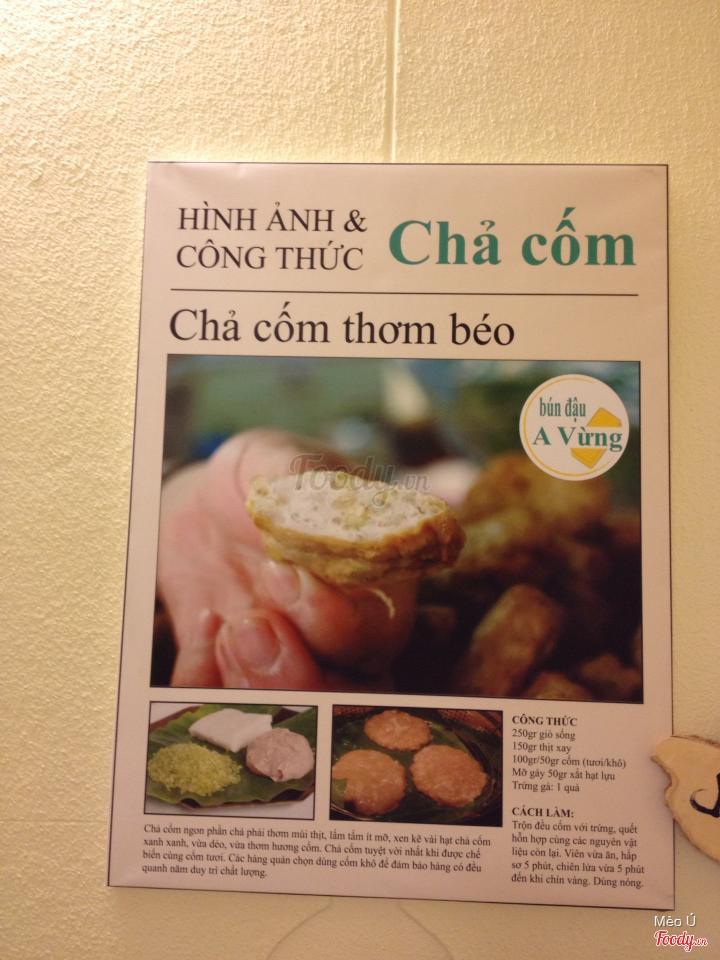 HÌNH ẢNH &
CÔNG THỨC
Chả cốm
Chả cốm thơm béo
bún đậu
A Vừng
Foody.vn
CÔNG THỨC
250gr giò sống
150gr thịt xay
100gr/50gr cốm (tươi/khô)
Mỡ gáy 50gr xắt hạt lựu
Trứng gà: 1 quả
CÁCH LÀM:
Trộn đều cốm với trứng, quết
hỗn hợp cùng các nguyên vật
liệu còn lại. Viên vừa ăn, hấp
sơ 5 phút, chiên lửa vừa 5 phút
đến khi chín vàng. Dùng nóng.
Chả cốm ngon phần chả phải thơm mùi thịt, lấm tấm ít mỡ, xen kẽ vài hạt chả cốm
xanh xanh, vừa dẻo, vừa thơm hương cốm. Chả cốm tuyệt vời nhất khi được chế
biến cùng cốm tươi. Các hàng quán chọn dùng cốm khô để đảm bảo hàng có đều
quanh năm duy trì chất lượng.
Mèo Ú
Foody.vn